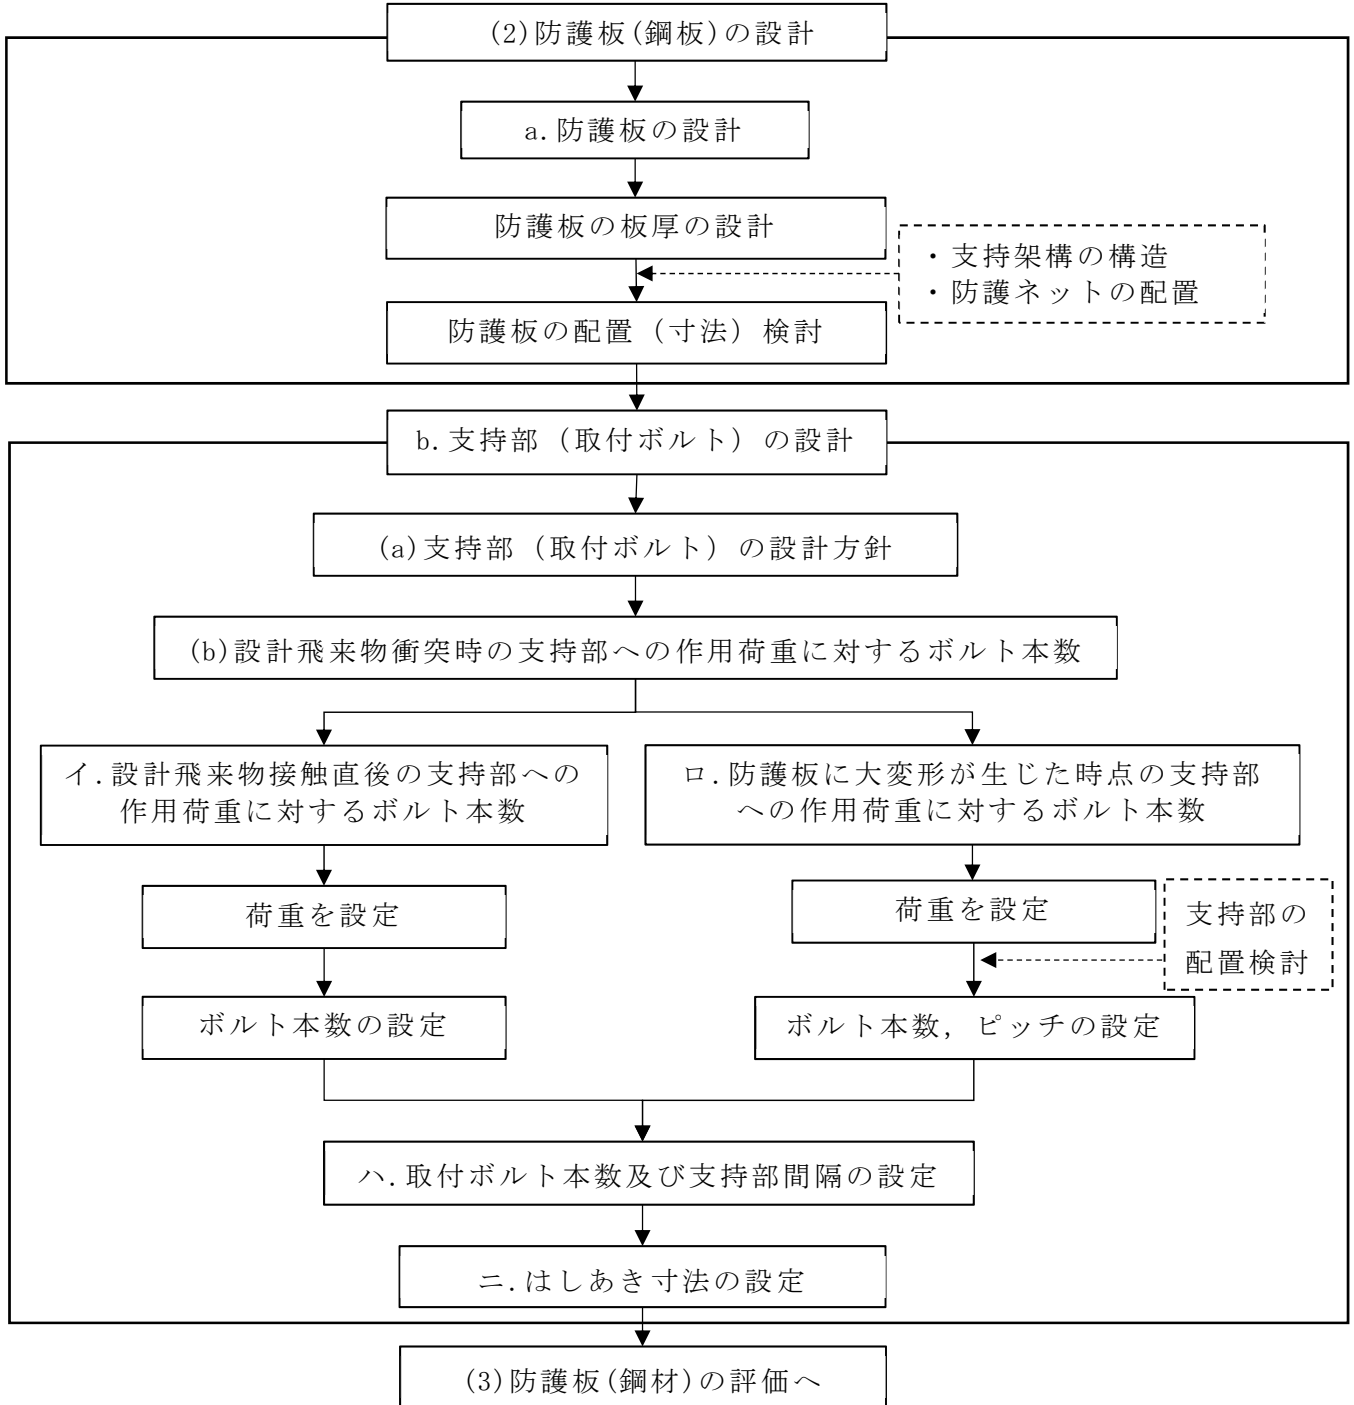 (2)防護板(鋼板)の設計
a.防護板の設計
防護板の板厚の設計
・支持架構の構造
・防護ネットの配置
防護板の配置（寸法）検討
b.支持部（取付ボルト）の設計
(a)支持部（取付ボルト）の設計方針
(b)設計飛来物衝突時の支持部への作用荷重に対するボルト本数
イ.設計飛来物接触直後の支持部への
作用荷重に対するボルト本数
ロ.防護板に大変形が生じた時点の支持部
への作用荷重に対するボルト本数
荷重を設定
荷重を設定
支持部の
配置検討
ボルト本数の設定
ボルト本数，ピッチの設定
ハ.取付ボルト本数及び支持部間隔の設定
ニ.はしあき寸法の設定
(3)防護板(鋼材)の評価へ